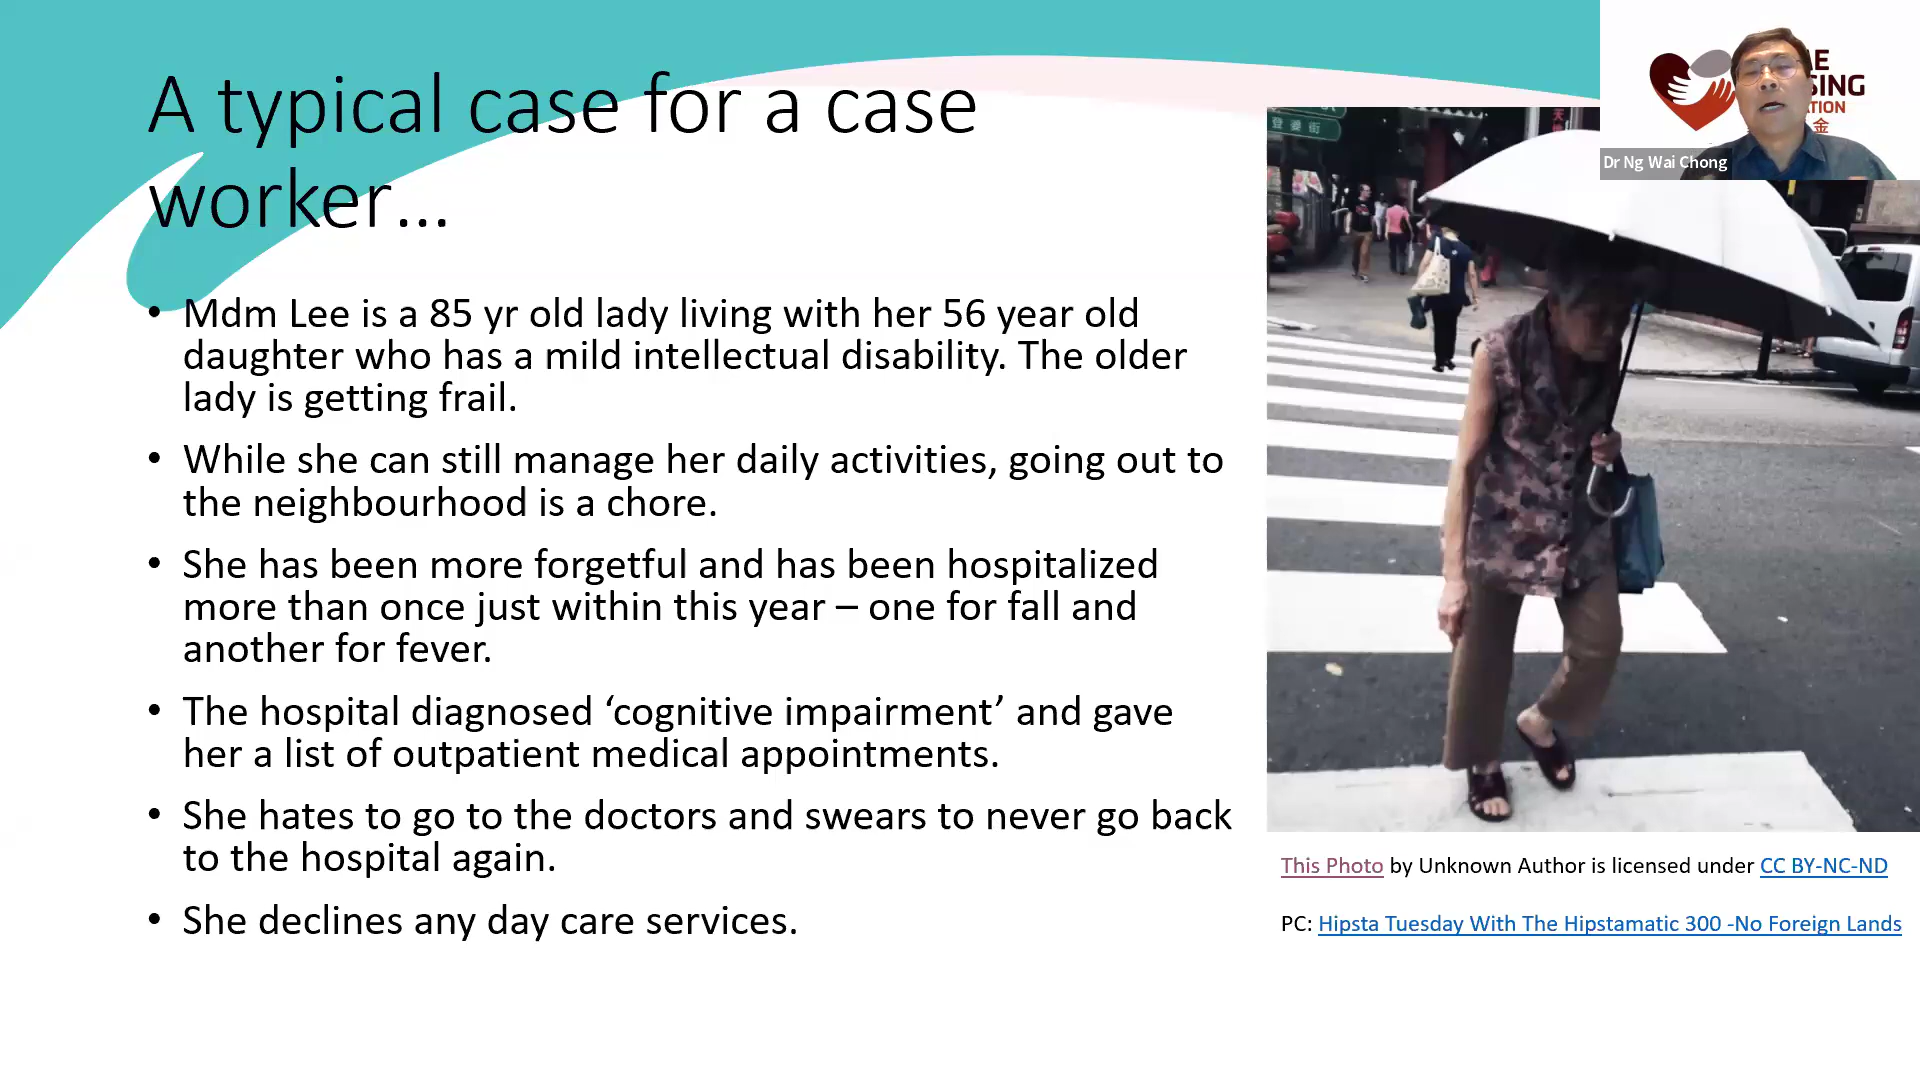 A typical case for a case
worker...
• Mdm Lee is a 85 yr old lady living with her 56 year old
daughter who has a mild intellectual disability. The older
lady is getting frail.
• While she can still manage her daily activities, going out to
the neighbourhood is a chore.
• She has been more forgetful and has been hospitalized
more than once just within this year – one for fall and
another for fever.
• The hospital diagnosed ‘cognitive impairment’ and gave
her a list of outpatient medical appointments.
• She hates to go to the doctors and swears to never go back
to the hospital again.
• She declines any day care services.
Dr Ng Wai Chong
金
街
This Photo by Unknown Author is licensed under CC BY-NC-ND
PC: Hipsta Tuesday With The Hipstamatic 300 -No Foreign Lands